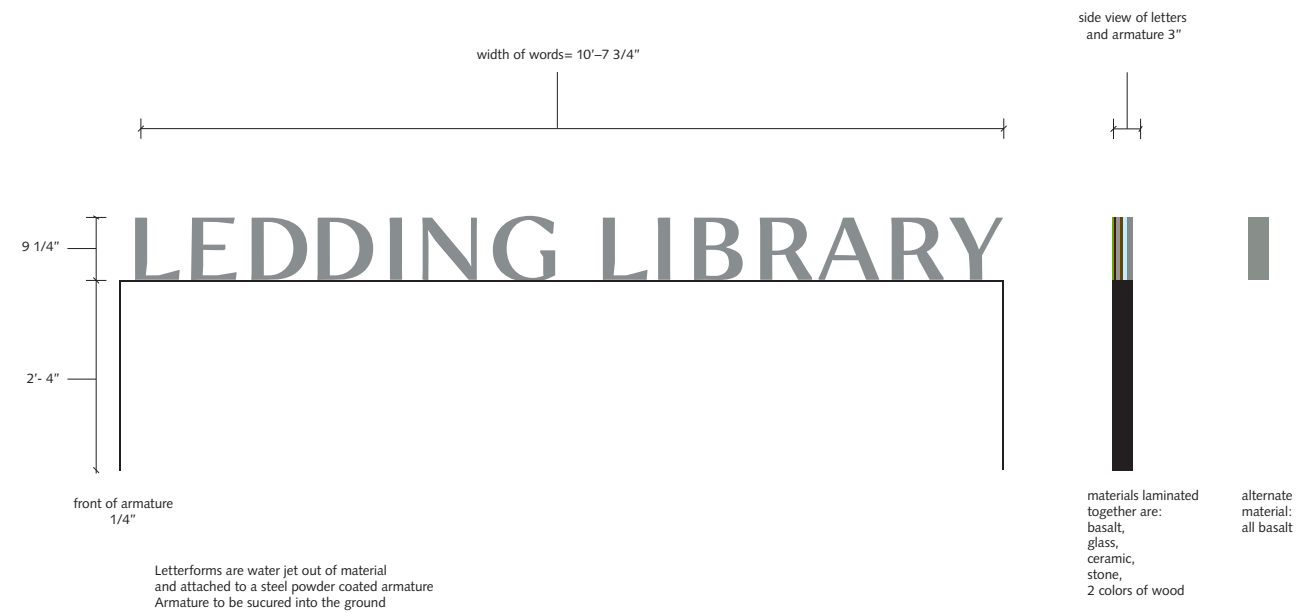 side view of letters
and armature 3”
width of words= 10’–7 3/4”
9 1/4”
LEDDING LIBRARY
2’- 4”
front of armature
1/4”
materials laminated
together are:
basalt,
glass,
ceramic,
stone,
2 colors of wood
alternate
material:
all basalt
Letterforms are water jet out of material
and attached to a steel powder coated armature
Armature to be sucured into the ground